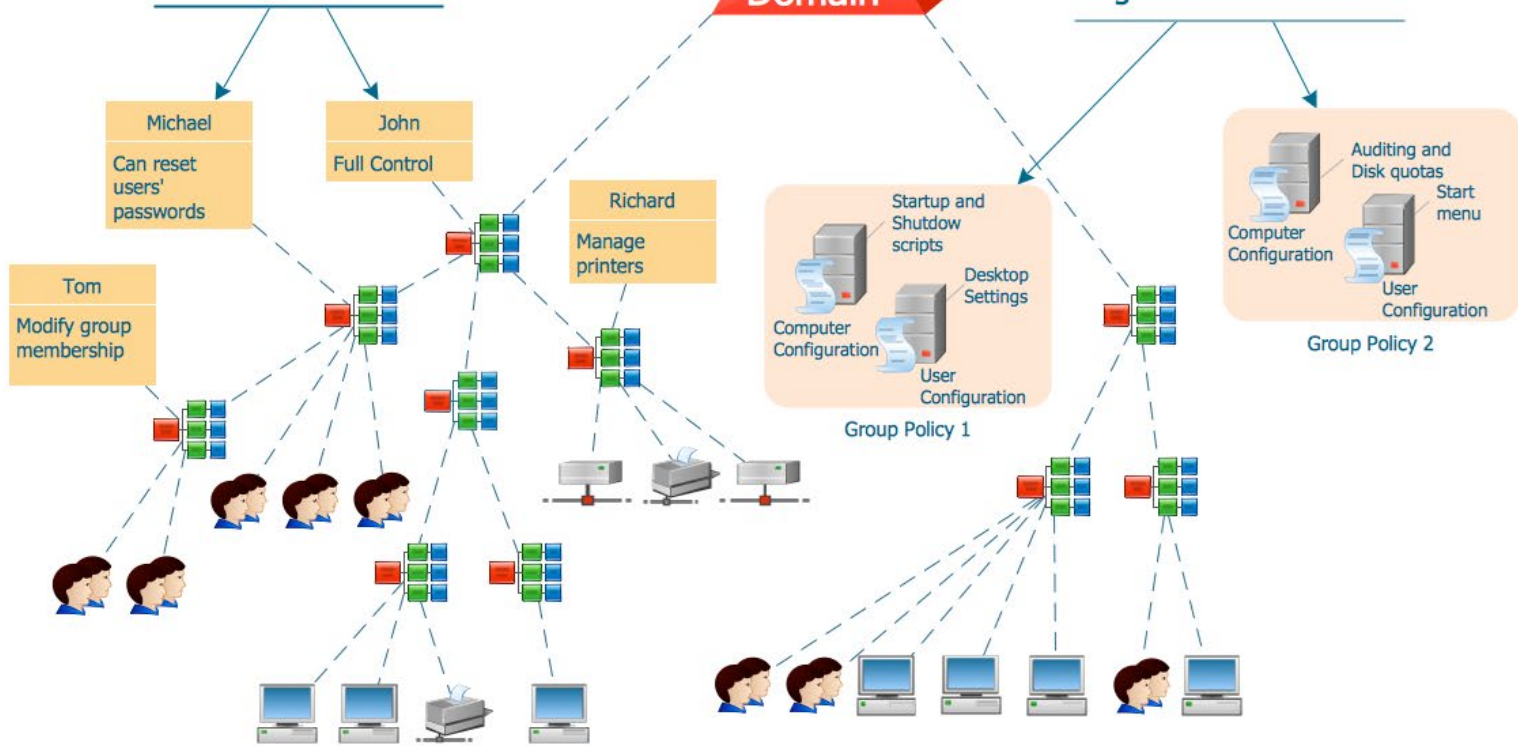 Domain
Michael
Can reset
users'
passwords
John
Full Control
Richard
Manage
printers
Tom
Modify group
membership
Startup and
Shutdow
scripts
Desktop
Settings
Computer
Configuration
User
Configuration
Group Policy 1
Auditing and
Disk quotas
Start
menu
Computer
Configuration
User
Configuration
Group Policy 2